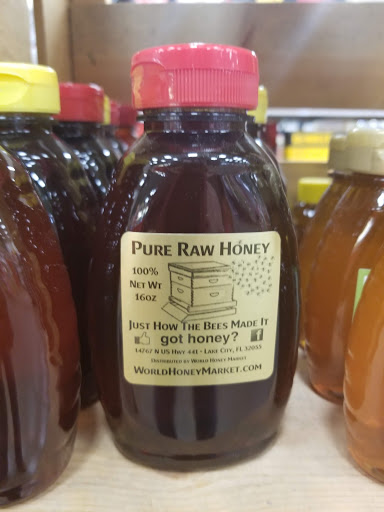 PURE RAW HONEY
100%
NET WT
16OZ
JUST HOW THE BEES MADE IT
got honey?
14767 N US HWY 441 • LAKE CITY, FL 32055
DISTRIBUTED BY WORLD HONEY MARKET
WORLDHONEYMARKET.COM